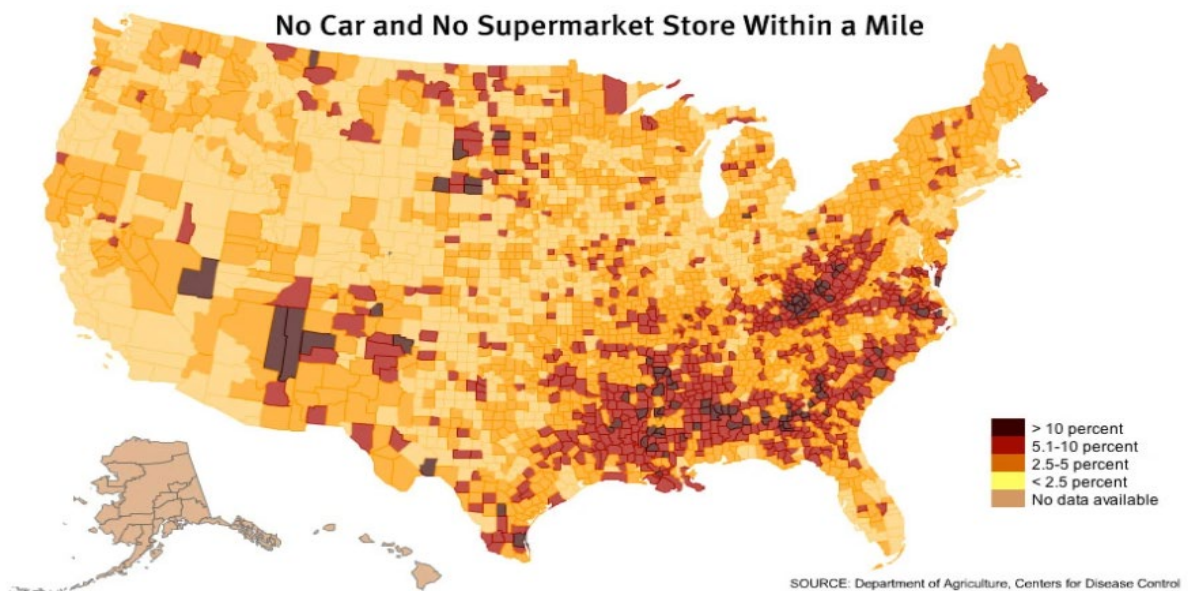 No Car and No Supermarket Store Within a Mile
> 10 percent
5.1-10 percent
2.5-5 percent
< 2.5 percent
No data available
SOURCE: Department of Agriculture, Centers for Disease Control